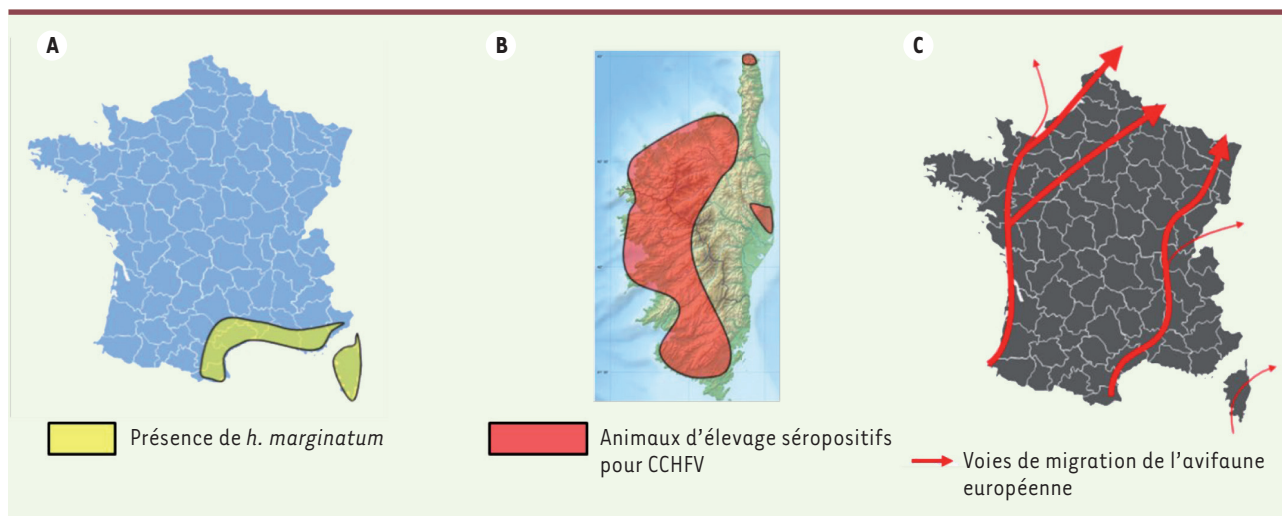 A
B
C
Présence de h. marginatum
Animaux d'élevage séropositifs
pour CCHFV
Voies de migration de l'avifaune
européenne